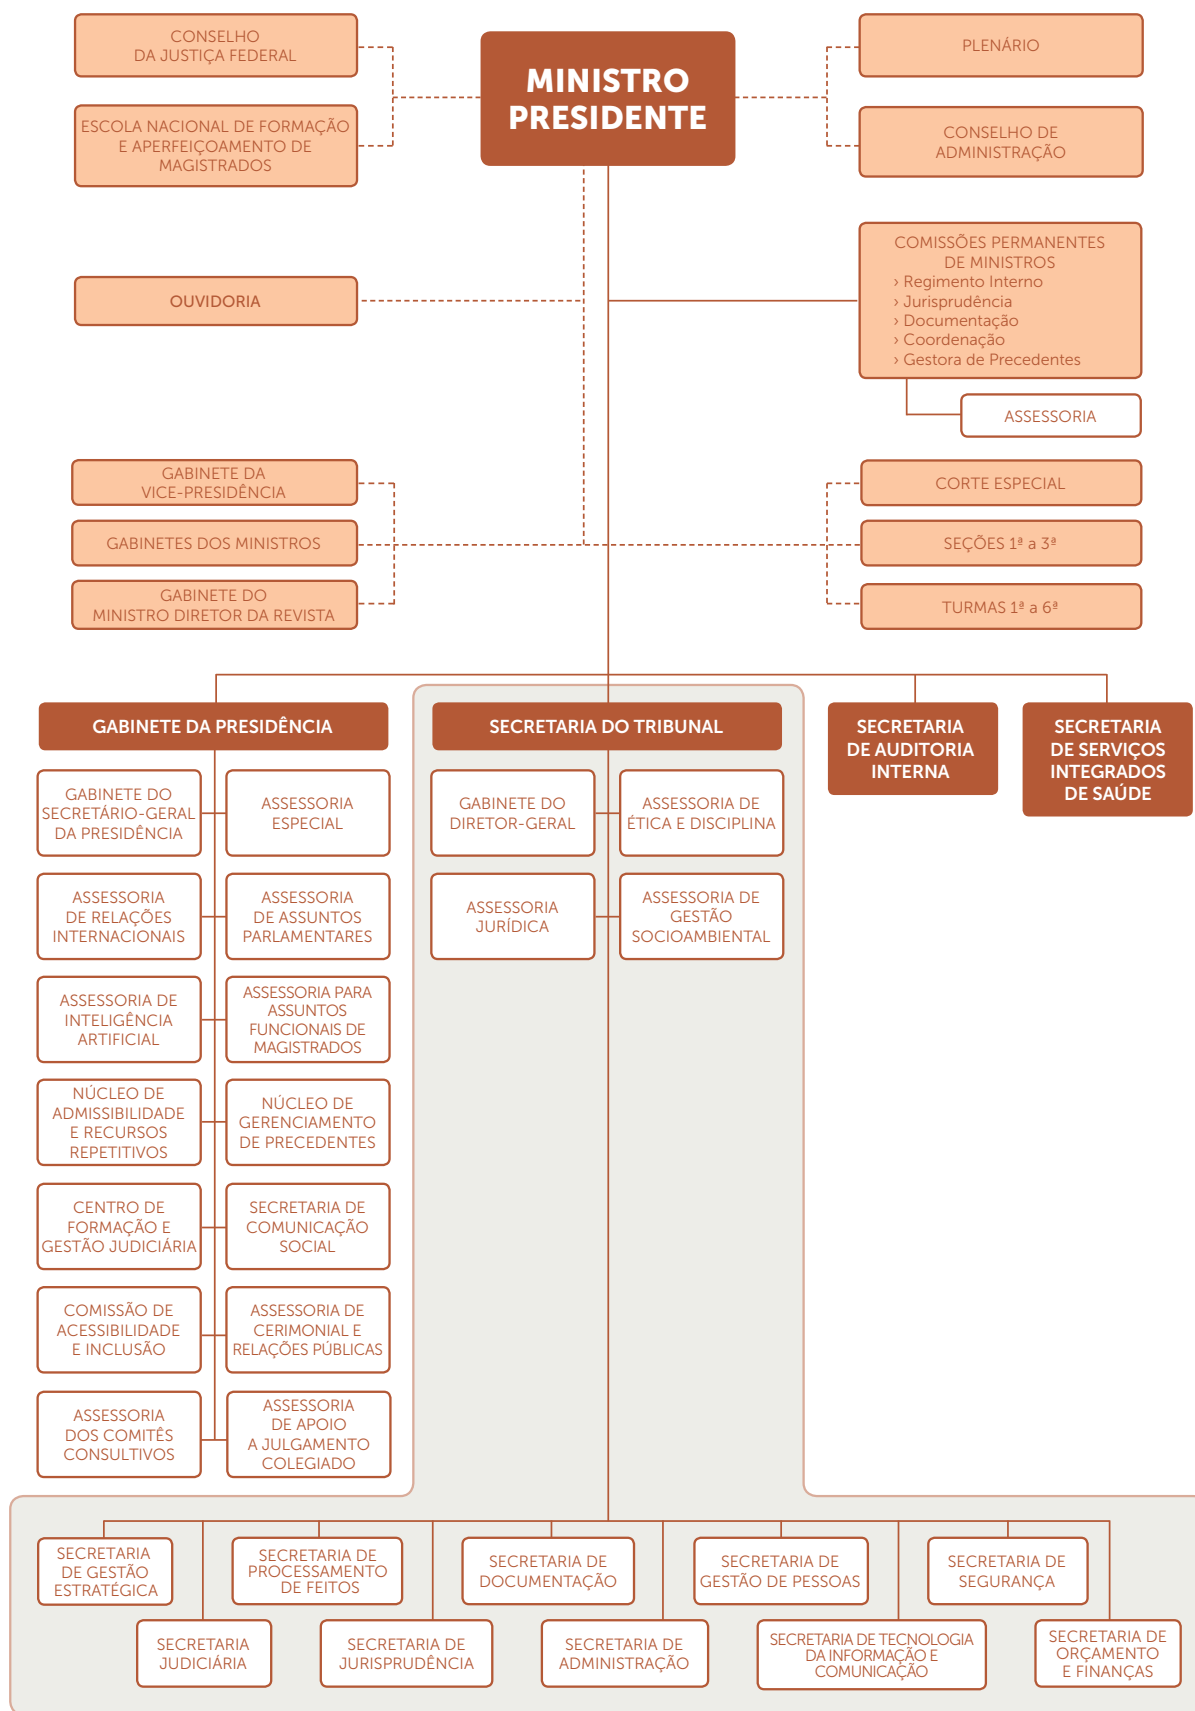 CONSELHO
DA JUSTIÇA FEDERAL
ESCOLA NACIONAL DE FORMAÇÃO
E APERFEIÇOAMENTO DE
MAGISTRADOS
MINISTRO
PRESIDENTE
PLENÁRIO
CONSELHO DE
ADMINISTRAÇÃO
COMISSÕES PERMANENTES
DE MINISTROS
› Regimento Interno
› Jurisprudência
› Documentação
› Coordenação
› Gestora de Precedentes
ASSESSORIA
OUVIDORIA
GABINETE DA
VICE-PRESIDÊNCIA
GABINETES DOS MINISTROS
GABINETE DO
MINISTRO DIRETOR DA REVISTA
CORTE ESPECIAL
SEÇÕES 1ª a 3ª
TURMAS 1ª a 6ª
GABINETE DA PRESIDÊNCIA
SECRETARIA DO TRIBUNAL
SECRETARIA
DE AUDITORIA
INTERNA
SECRETARIA
DE SERVIÇOS
INTEGRADOS
DE SAÚDE
GABINETE DO
SECRETÁRIO-GERAL
DA PRESIDÊNCIA
ASSESSORIA
ESPECIAL
ASSESSORIA
DE RELAÇÕES
INTERNACIONAIS
ASSESSORIA
DE ASSUNTOS
PARLAMENTARES
ASSESSORIA DE
INTELIGÊNCIA
ARTIFICIAL
ASSESSORIA PARA
ASSUNTOS
FUNCIONAIS DE
MAGISTRADOS
NÚCLEO DE
ADMISSIBILIDADE
E RECURSOS
REPETITIVOS
NÚCLEO DE
GERENCIAMENTO
DE PRECEDENTES
CENTRO DE
FORMAÇÃO E
GESTÃO JUDICIÁRIA
SECRETARIA DE
COMUNICAÇÃO
SOCIAL
COMISSÃO DE
ACESSIBILIDADE
E INCLUSÃO
ASSESSORIA DE
CERIMONIAL E
RELAÇÕES PÚBLICAS
ASSESSORIA
DOS COMITÊS
CONSULTIVOS
ASSESSORIA
DE APOIO
A JULGAMENTO
COLEGIADO
GABINETE DO
DIRETOR-GERAL
ASSESSORIA DE
ÉTICA E DISCIPLINA
ASSESSORIA
JURÍDICA
ASSESSORIA DE
GESTÃO
SOCIOAMBIENTAL
SECRETARIA
DE GESTÃO
ESTRATÉGICA
SECRETARIA DE
PROCESSAMENTO
DE FEITOS
SECRETARIA DE
DOCUMENTAÇÃO
SECRETARIA DE
GESTÃO DE PESSOAS
SECRETARIA DE
SEGURANÇA
SECRETARIA
JUDICIÁRIA
SECRETARIA DE
JURISPRUDÊNCIA
SECRETARIA DE
ADMINISTRAÇÃO
SECRETARIA DE TECNOLOGIA
DA INFORMAÇÃO E
COMUNICAÇÃO
SECRETARIA DE
ORÇAMENTO
E FINANÇAS